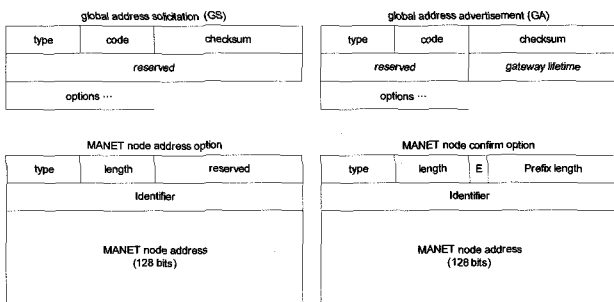 global address solicitation (GS)
type code checksum
reserved
options ...
global address advertisement (GA)
type code checksum
reserved gateway lifetime
options ...
MANET node address option
type length reserved
Identifier
MANET node address
(128 bits)
MANET node confirm option
type length E Prefix length
Identifier
MANET node address
(128 bits)